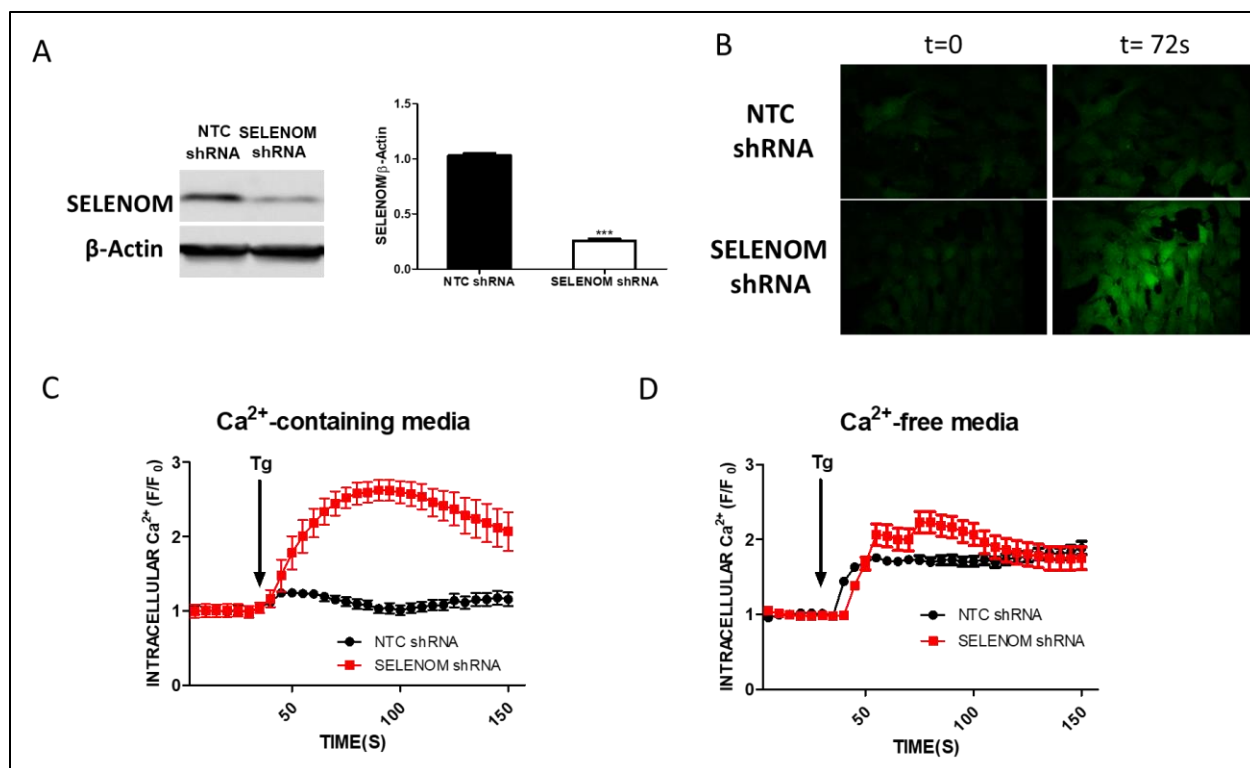 A
NTC SELENOM
shRNA shRNA
SELENOM
β-Actin
SELENOM/β-Actin
1.5
1.0
0.5
0.0
***
NTC shRNA SELENOM shRNA
B
t=0 t= 72s
NTC
shRNA
SELENOM
shRNA
C
Ca²⁺-containing media
Tg
INTRACELLULAR Ca²⁺ (F/F₀)
3
2
1
0
NTC shRNA
SELENOM shRNA
50 100 150
TIME(S)
D
Ca²⁺-free media
Tg
INTRACELLULAR Ca²⁺ (F/F₀)
3
2
1
0
NTC shRNA
SELENOM shRNA
50 100 150
TIME(S)